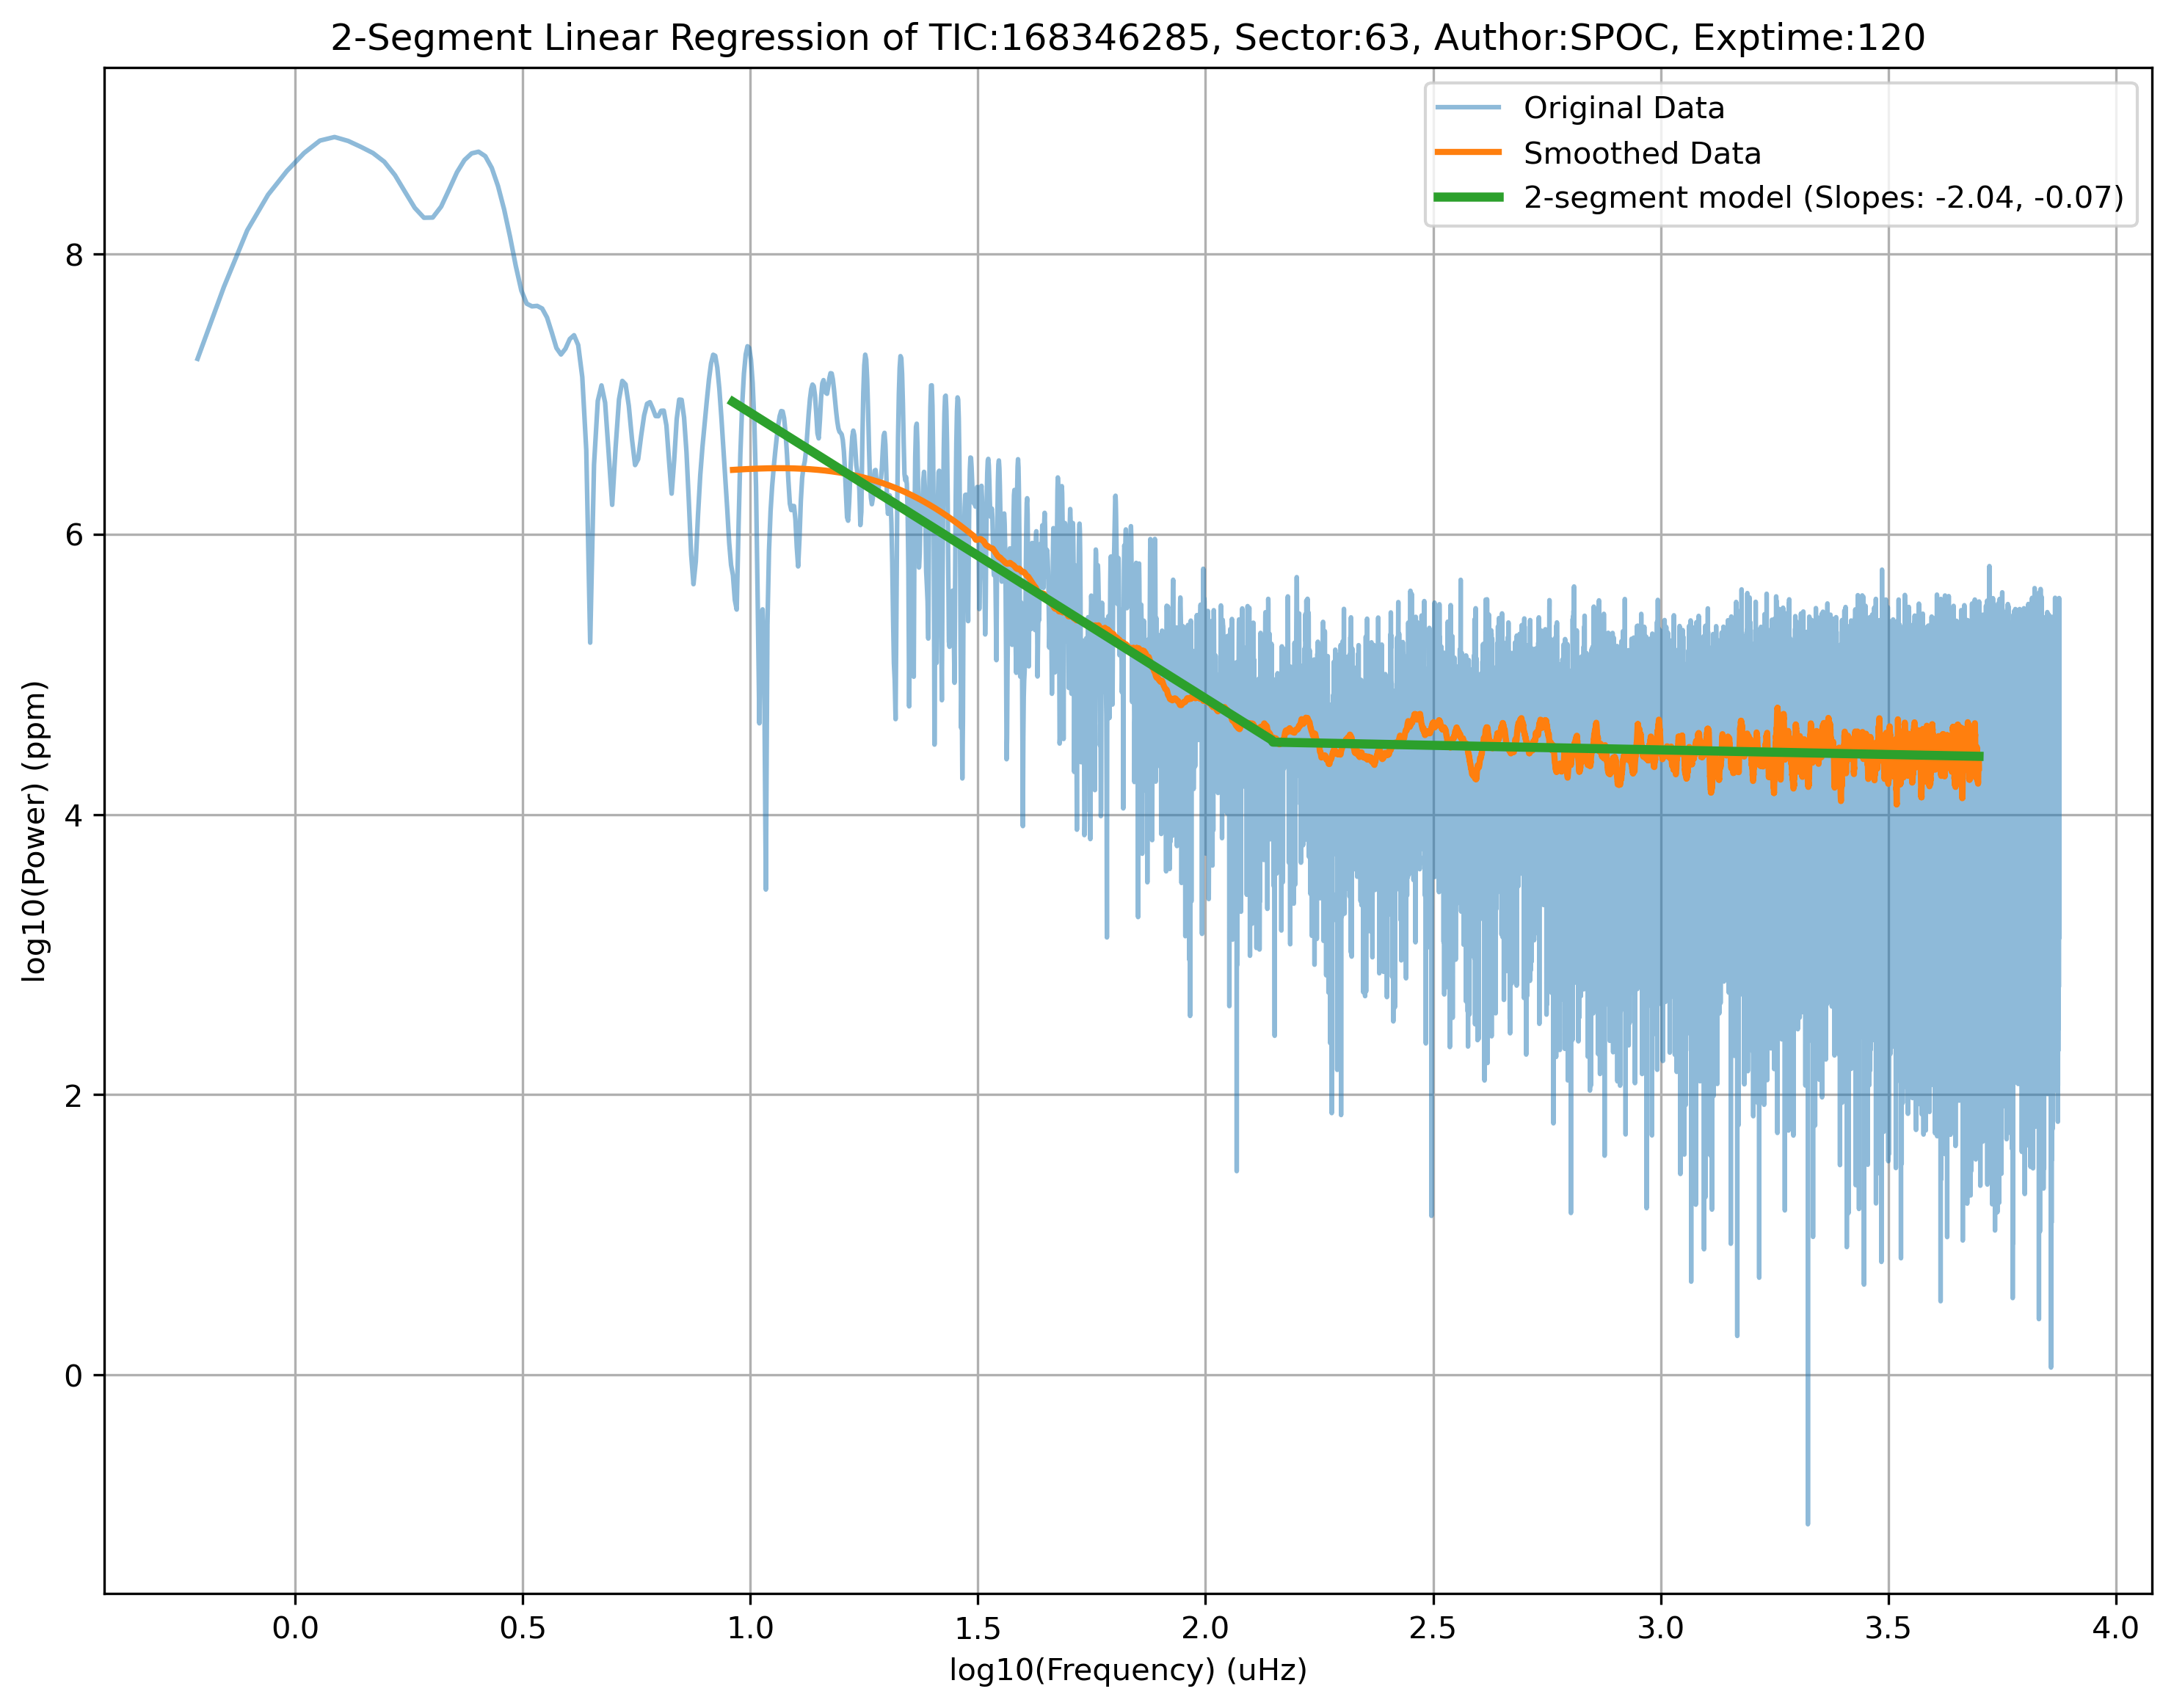 2-Segment Linear Regression of TIC:168346285, Sector:63, Author:SPOC, Exptime:120
Original Data
Smoothed Data
2-segment model (Slopes: -2.04, -0.07)
log10(Power) (ppm)
8
6
4
2
0
0.0 0.5 1.0 1.5 2.0 2.5 3.0 3.5 4.0
log10(Frequency) (uHz)